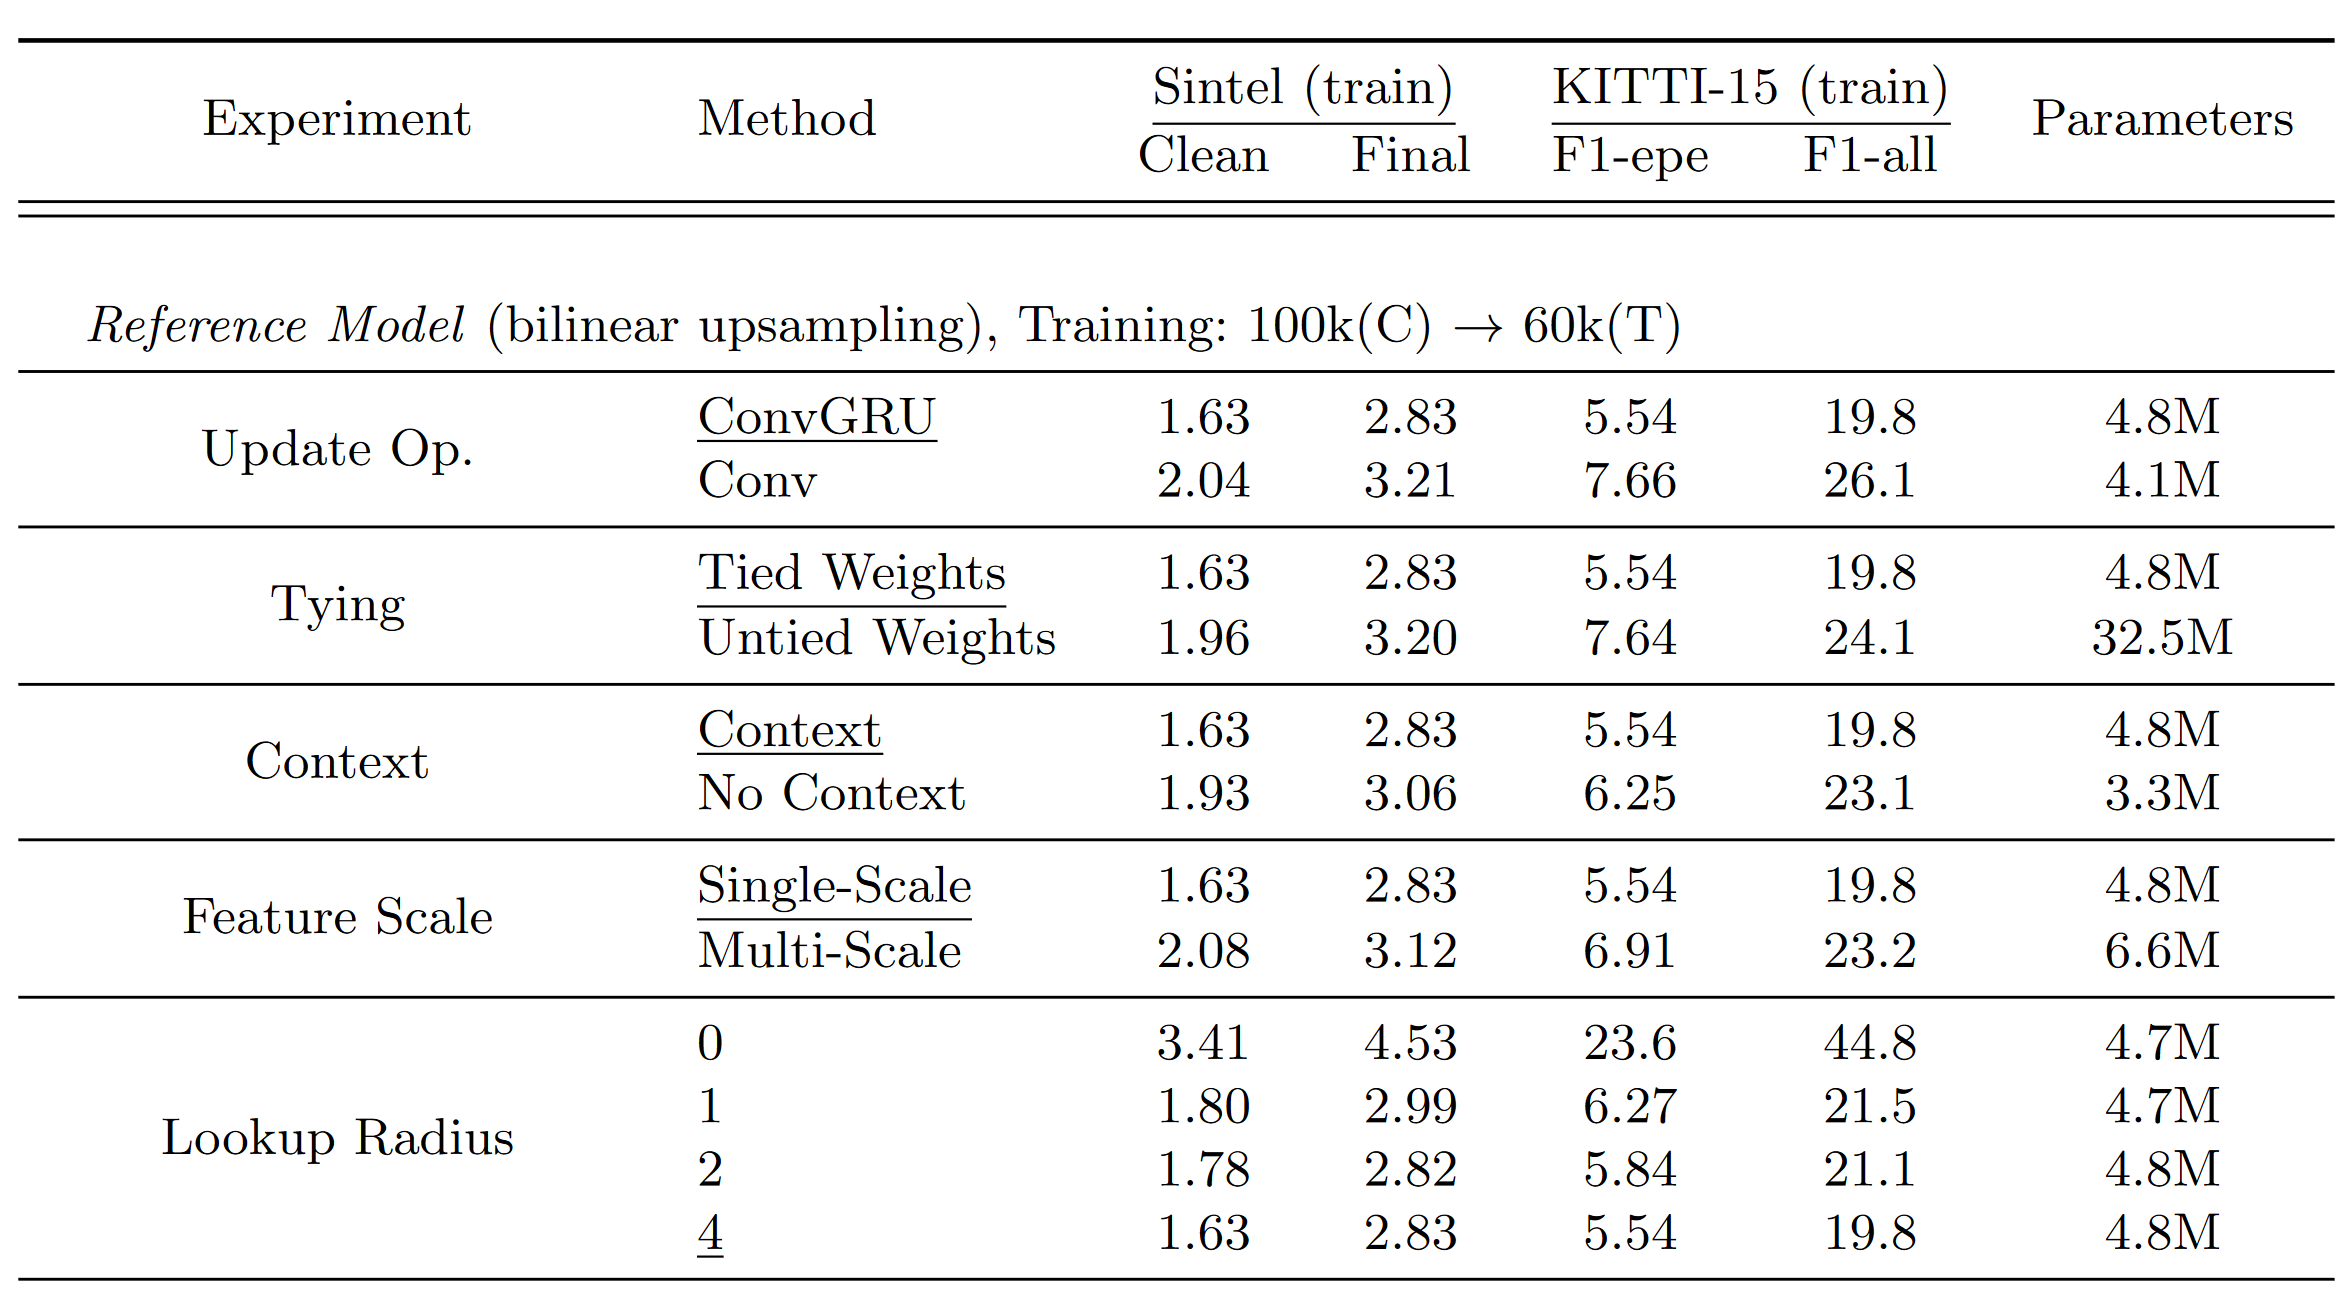 Experiment Method Sintel (train) KITTI-15 (train) Parameters
Clean Final F1-epe F1-all
Reference Model (bilinear upsampling), Training: 100k(C) → 60k(T)
Update Op. ConvGRU 1.63 2.83 5.54 19.8 4.8M
Conv 2.04 3.21 7.66 26.1 4.1M
Tying Tied Weights 1.63 2.83 5.54 19.8 4.8M
Untied Weights 1.96 3.20 7.64 24.1 32.5M
Context Context 1.63 2.83 5.54 19.8 4.8M
No Context 1.93 3.06 6.25 23.1 3.3M
Feature Scale Single-Scale 1.63 2.83 5.54 19.8 4.8M
Multi-Scale 2.08 3.12 6.91 23.2 6.6M
Lookup Radius 0 3.41 4.53 23.6 44.8 4.7M
1 1.80 2.99 6.27 21.5 4.7M
2 1.78 2.82 5.84 21.1 4.8M
4 1.63 2.83 5.54 19.8 4.8M